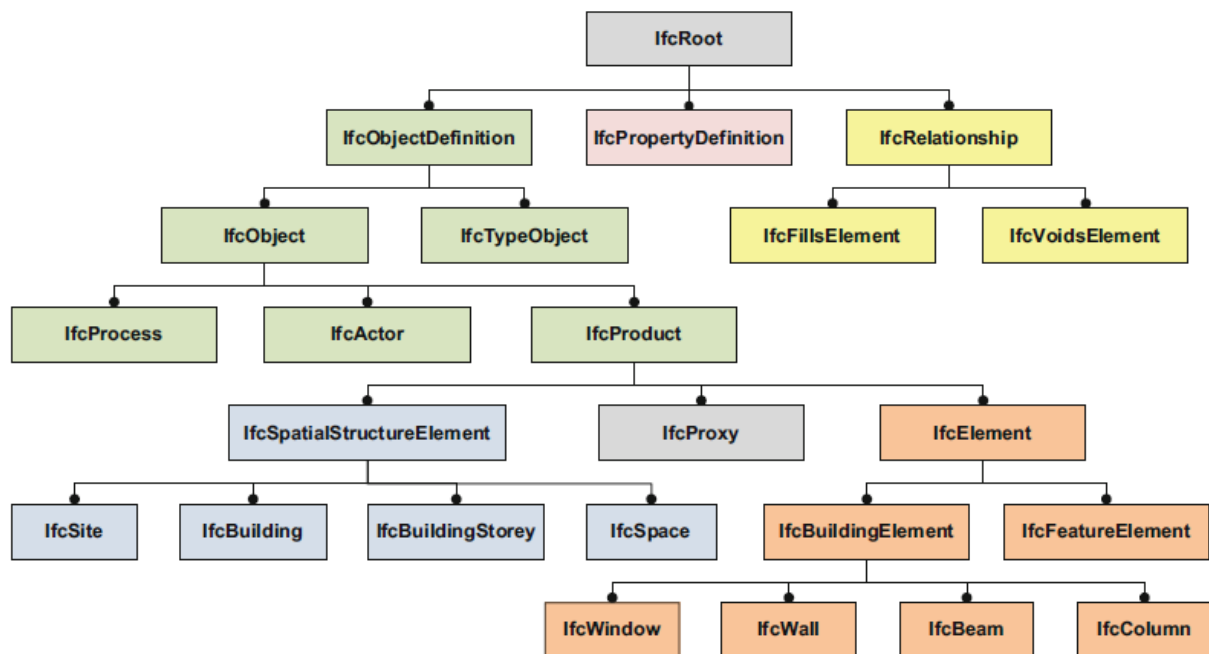 IfcRoot
IfcObjectDefinition
IfcPropertyDefinition
IfcRelationship
IfcObject
IfcTypeObject
IfcFillsElement
IfcVoidsElement
IfcProcess
IfcActor
IfcProduct
IfcSpatialStructureElement
IfcProxy
IfcElement
IfcSite
IfcBuilding
IfcBuildingStorey
IfcSpace
IfcBuildingElement
IfcFeatureElement
IfcWindow
IfcWall
IfcBeam
IfcColumn